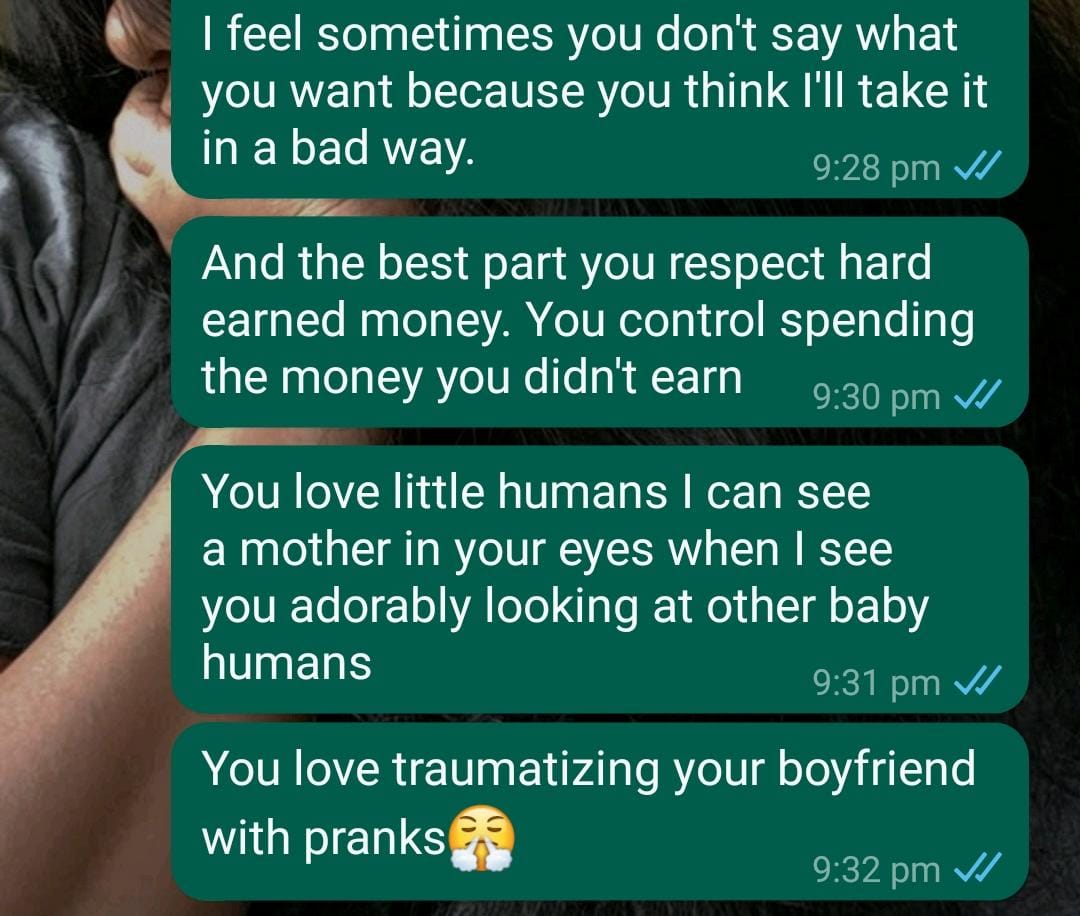 I feel sometimes you don't say what
you want because you think I'll take it
in a bad way.
9:28 pm
And the best part you respect hard
earned money. You control spending
the money you didn't earn
9:30 pm
You love little humans I can see
a mother in your eyes when I see
you adorably looking at other baby
humans
9:31 pm
You love traumatizing your boyfriend
with pranks😤
9:32 pm